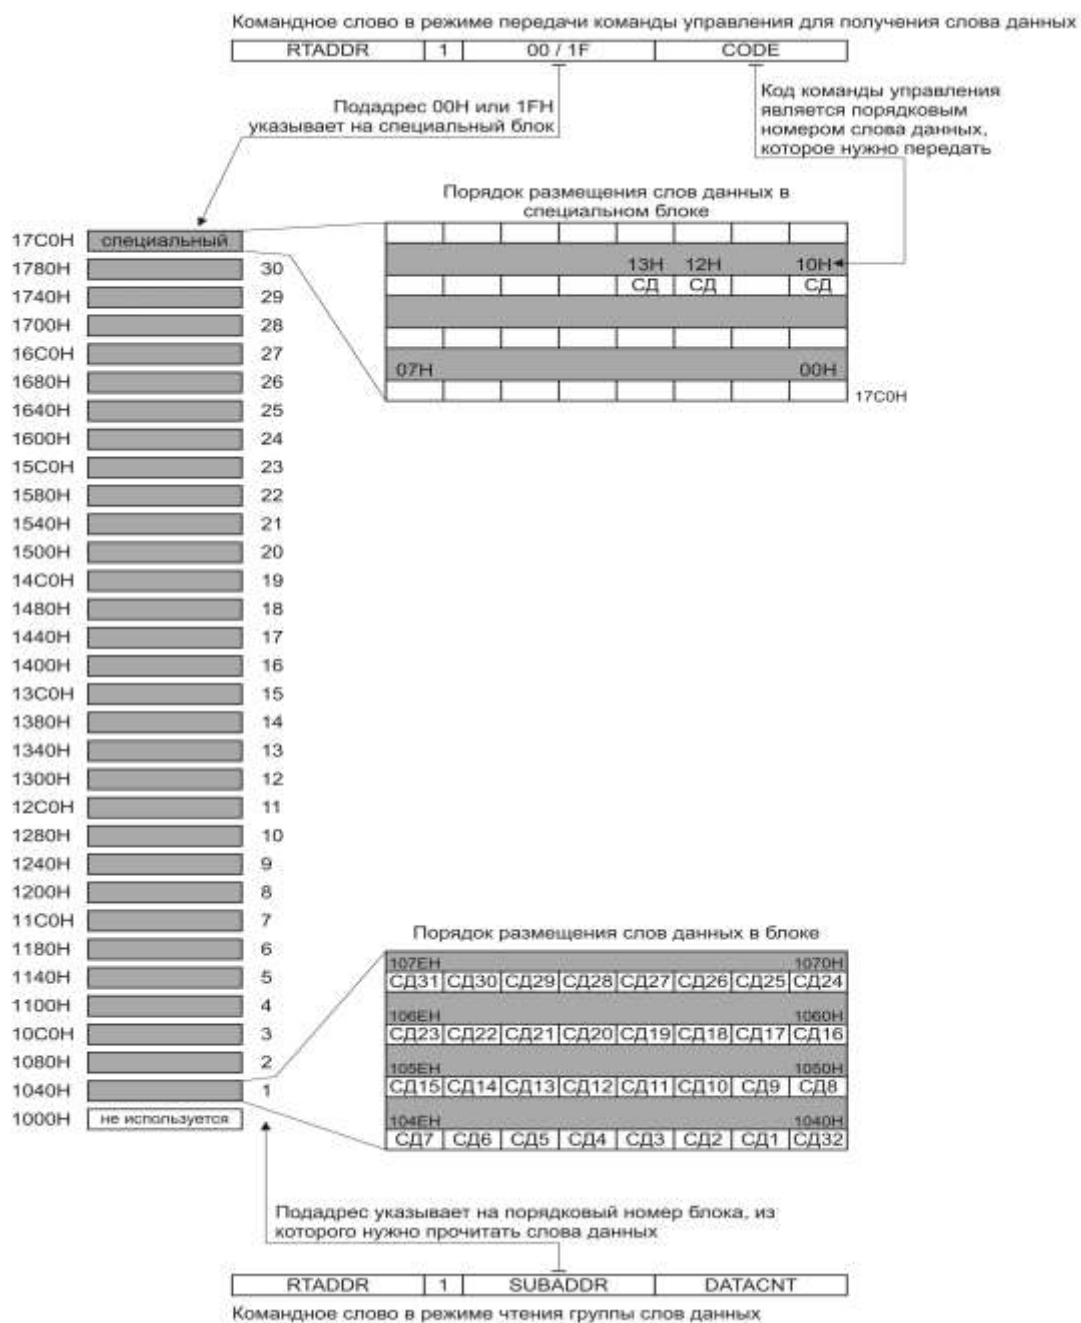 Командное слово в режиме передачи команды управления для получения слова данных
RTADDR 1 00 / 1F CODE
Подадрес 00H или 1FH
указывает на специальный блок
Код команды управления
является порядковым
номером слова данных,
которое нужно передать
Порядок размещения слов данных в
специальном блоке
13H 12H 10H
СД СД СД
07H 00H
17C0H
17C0H специальный
1780H 30
1740H 29
1700H 28
16C0H 27
1680H 26
1640H 25
1600H 24
15C0H 23
1580H 22
1540H 21
1500H 20
14C0H 19
1480H 18
1440H 17
1400H 16
13C0H 15
1380H 14
1340H 13
1300H 12
12C0H 11
1280H 10
1240H 9
1200H 8
11C0H 7
1180H 6
1140H 5
1100H 4
10C0H 3
1080H 2
1040H 1
1000H не используется
Порядок размещения слов данных в блоке
107EH 1070H
СД31 СД30 СД29 СД28 СД27 СД26 СД25 СД24
106EH 1060H
СД23 СД22 СД21 СД20 СД19 СД18 СД17 СД16
105EH 1050H
СД15 СД14 СД13 СД12 СД11 СД10 СД9 СД8
104EH 1040H
СД7 СД6 СД5 СД4 СД3 СД2 СД1 СД32
Подадрес указывает на порядковый номер блока, из
которого нужно прочитать слова данных
RTADDR 1 SUBADDR DATACNT
Командное слово в режиме чтения группы слов данных